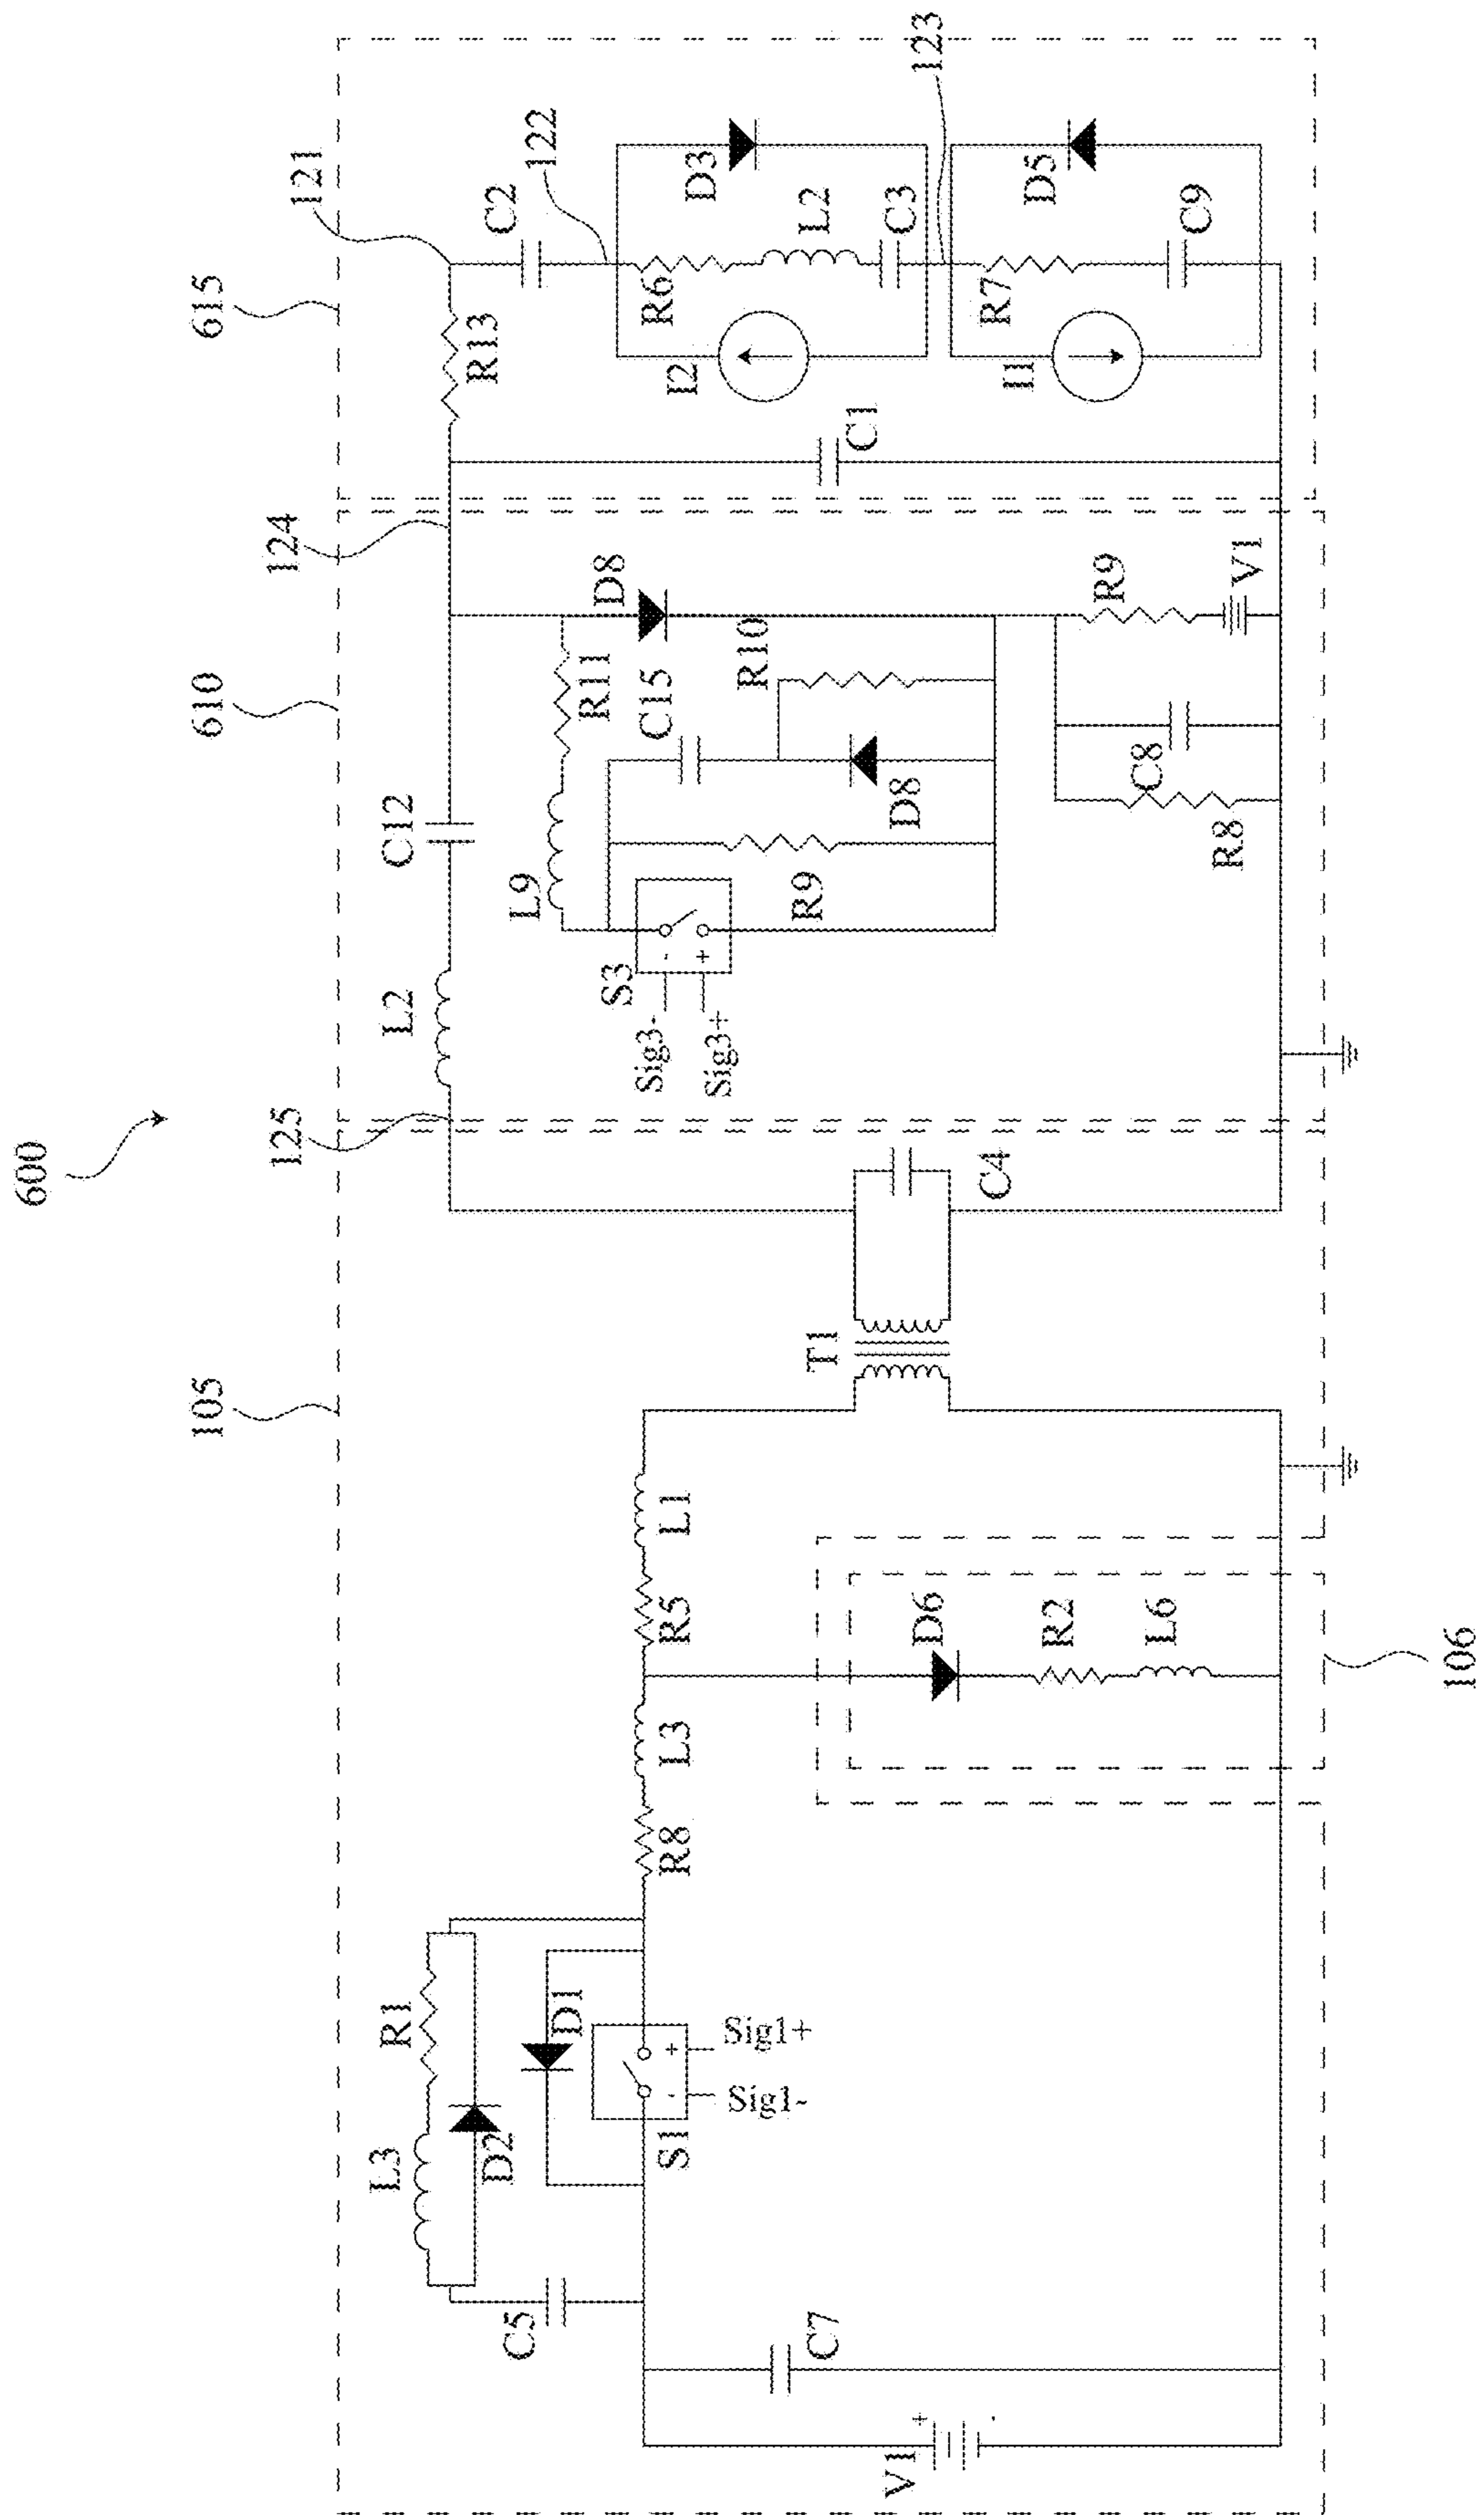 600
105
610
615
125
124
121
122
123
106
L3
R1
D2
D1
C5
S1
Sig1-
Sig1+
R8
L3
R5
L1
C7
V1
+
-
-
+
D6
R2
L6
T1
C4
L2
C12
L9
R11
D8
S3
Sig3-
Sig3+
-
+
C15
R10
R9
D8
R8
C8
R9
V1
R13
C2
C1
I2
R6
L2
C3
D3
I1
R7
C9
D5